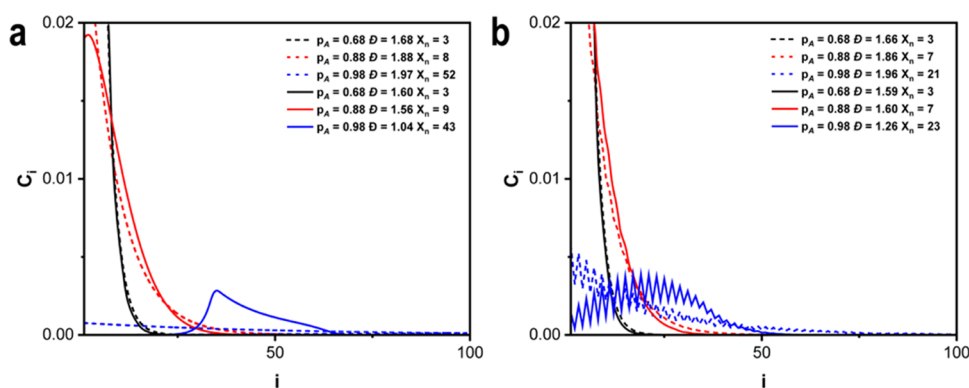 a
0.02
p_A = 0.68 Đ = 1.68 X_n = 3
p_A = 0.88 Đ = 1.88 X_n = 8
p_A = 0.98 Đ = 1.97 X_n = 52
p_A = 0.68 Đ = 1.60 X_n = 3
p_A = 0.88 Đ = 1.56 X_n = 9
p_A = 0.98 Đ = 1.04 X_n = 43
C_i
0.01
0.00
50
100
i
b
0.02
p_A = 0.68 Đ = 1.66 X_n = 3
p_A = 0.88 Đ = 1.86 X_n = 7
p_A = 0.98 Đ = 1.96 X_n = 21
p_A = 0.68 Đ = 1.59 X_n = 3
p_A = 0.88 Đ = 1.60 X_n = 7
p_A = 0.98 Đ = 1.26 X_n = 23
C_i
0.01
0.00
50
100
i